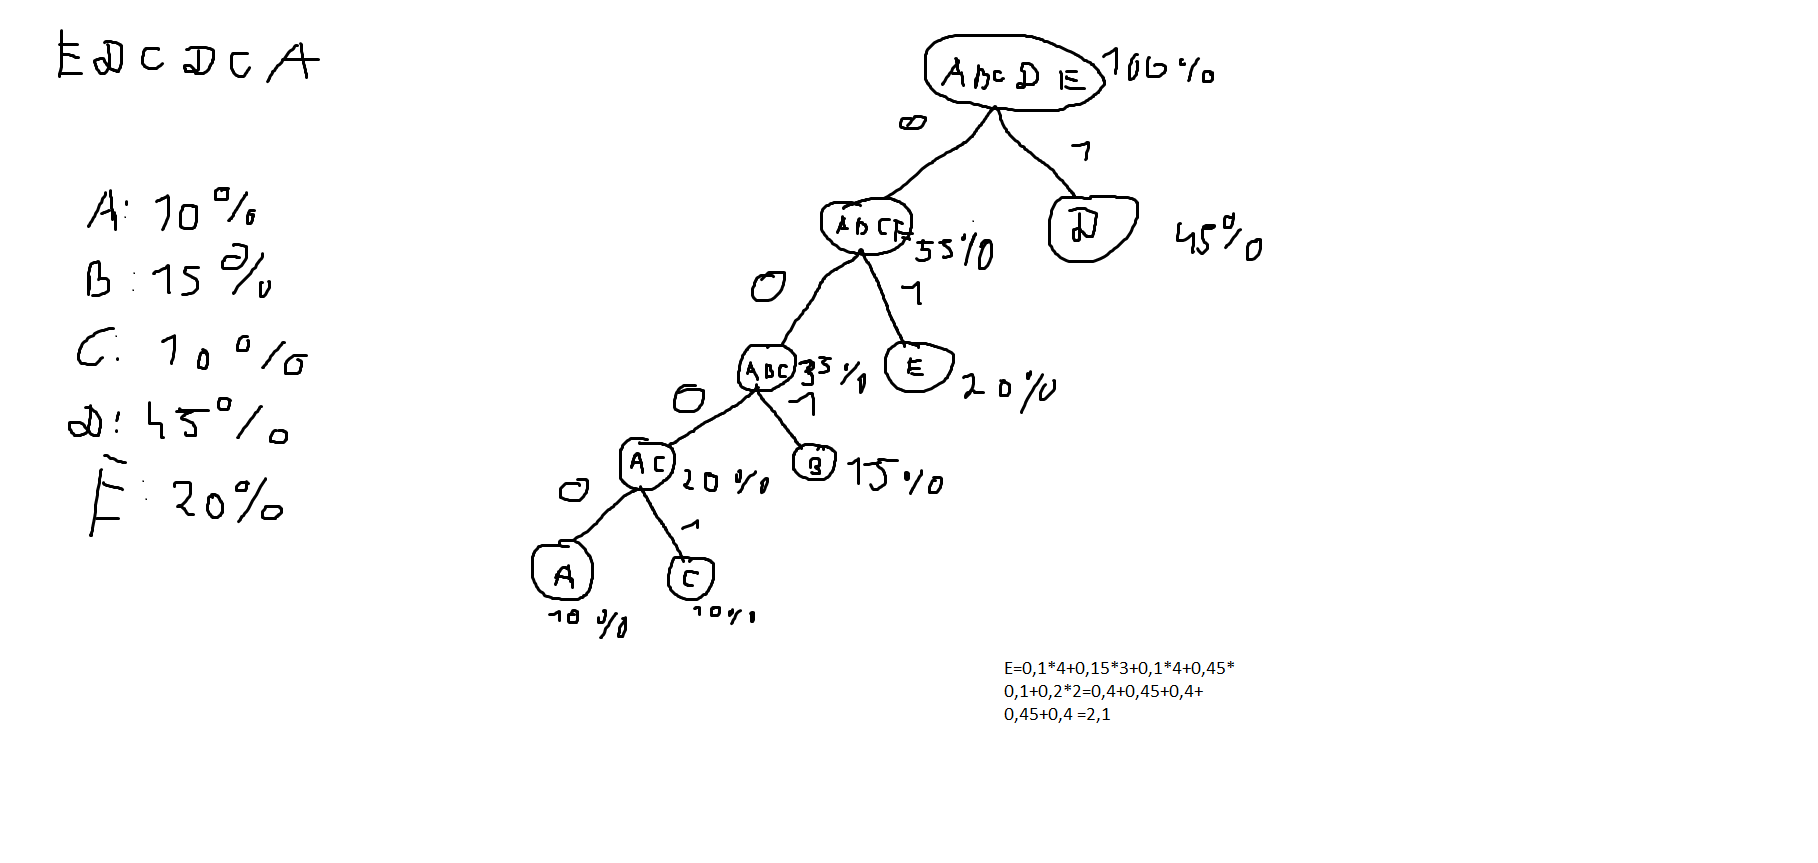 EDCDCA
A: 10%
B: 15%
C: 10%
D: 45%
E: 20%
ABCDE 100%
0 1
ABCE 55%
D 45%
0 1
ABC 35%
E 20%
0 1
AC 20%
B 15%
0 1
A C
10% 10%
E=0,1*4+0,15*3+0,1*4+0,45*
0,1+0,2*2=0,4+0,45+0,4+
0,45+0,4 =2,1